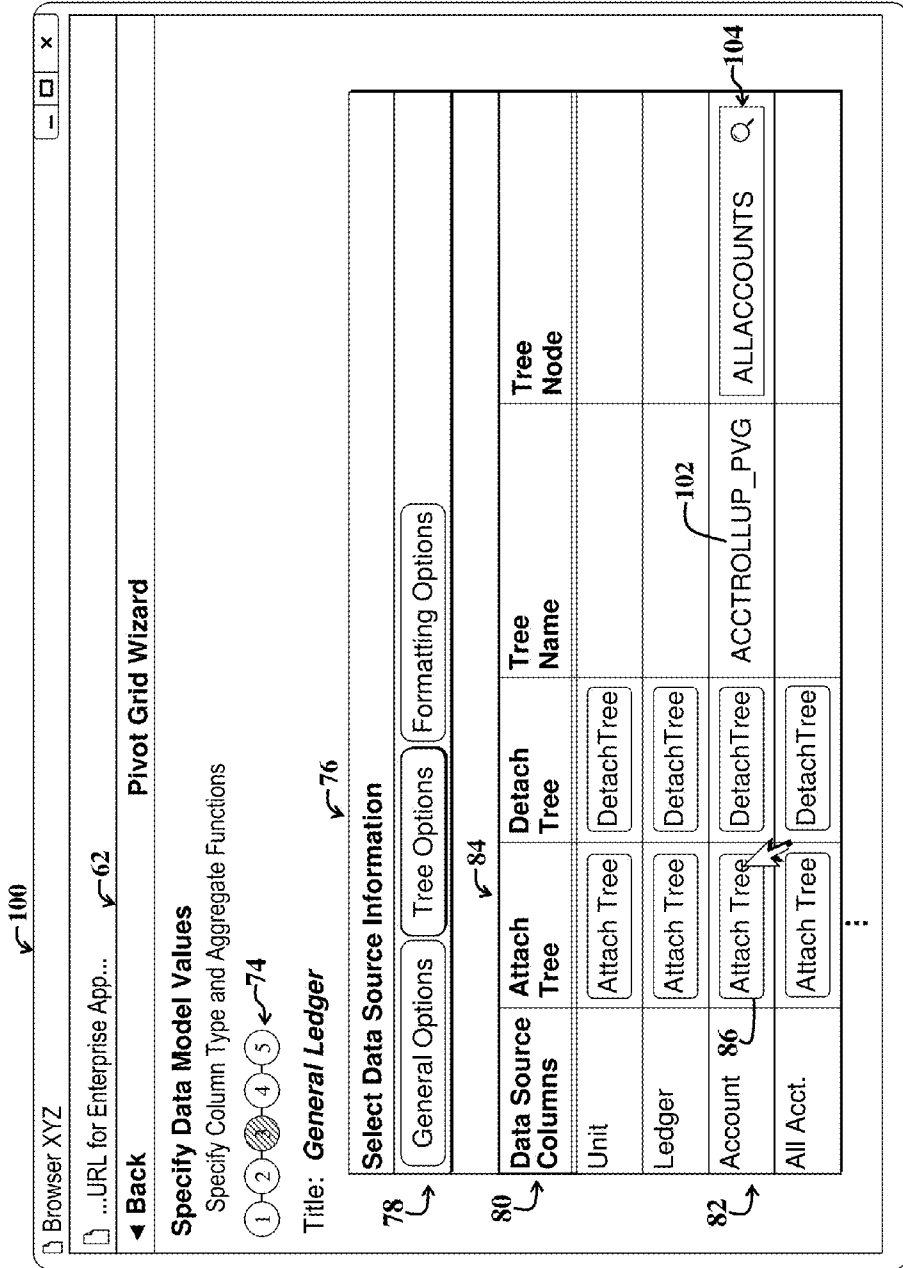 100
Browser XYZ
...URL for Enterprise App...
62
◄ Back
Pivot Grid Wizard
Specify Data Model Values
Specify Column Type and Aggregate Functions
1 2 3 4 5
74
Title: General Ledger
76
Select Data Source Information
78
General Options Tree Options Formatting Options
84
80
Data Source Columns Attach Tree Detach Tree Tree Name Tree Node
Unit Attach Tree DetachTree
Ledger Attach Tree DetachTree
102
104
82
Account Attach Tree DetachTree ACCTROLLUP_PVG ALLACCOUNTS
86
All Acct. Attach Tree DetachTree